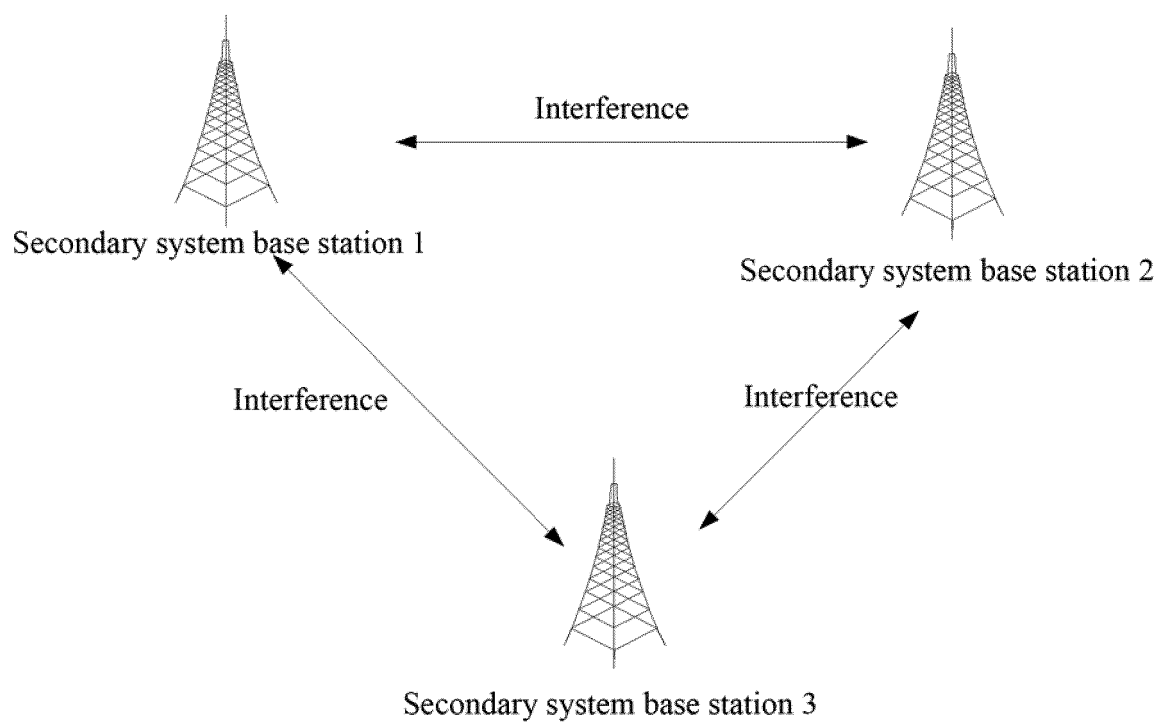 Interference
Secondary system base station 1
Secondary system base station 2
Interference
Interference
Secondary system base station 3